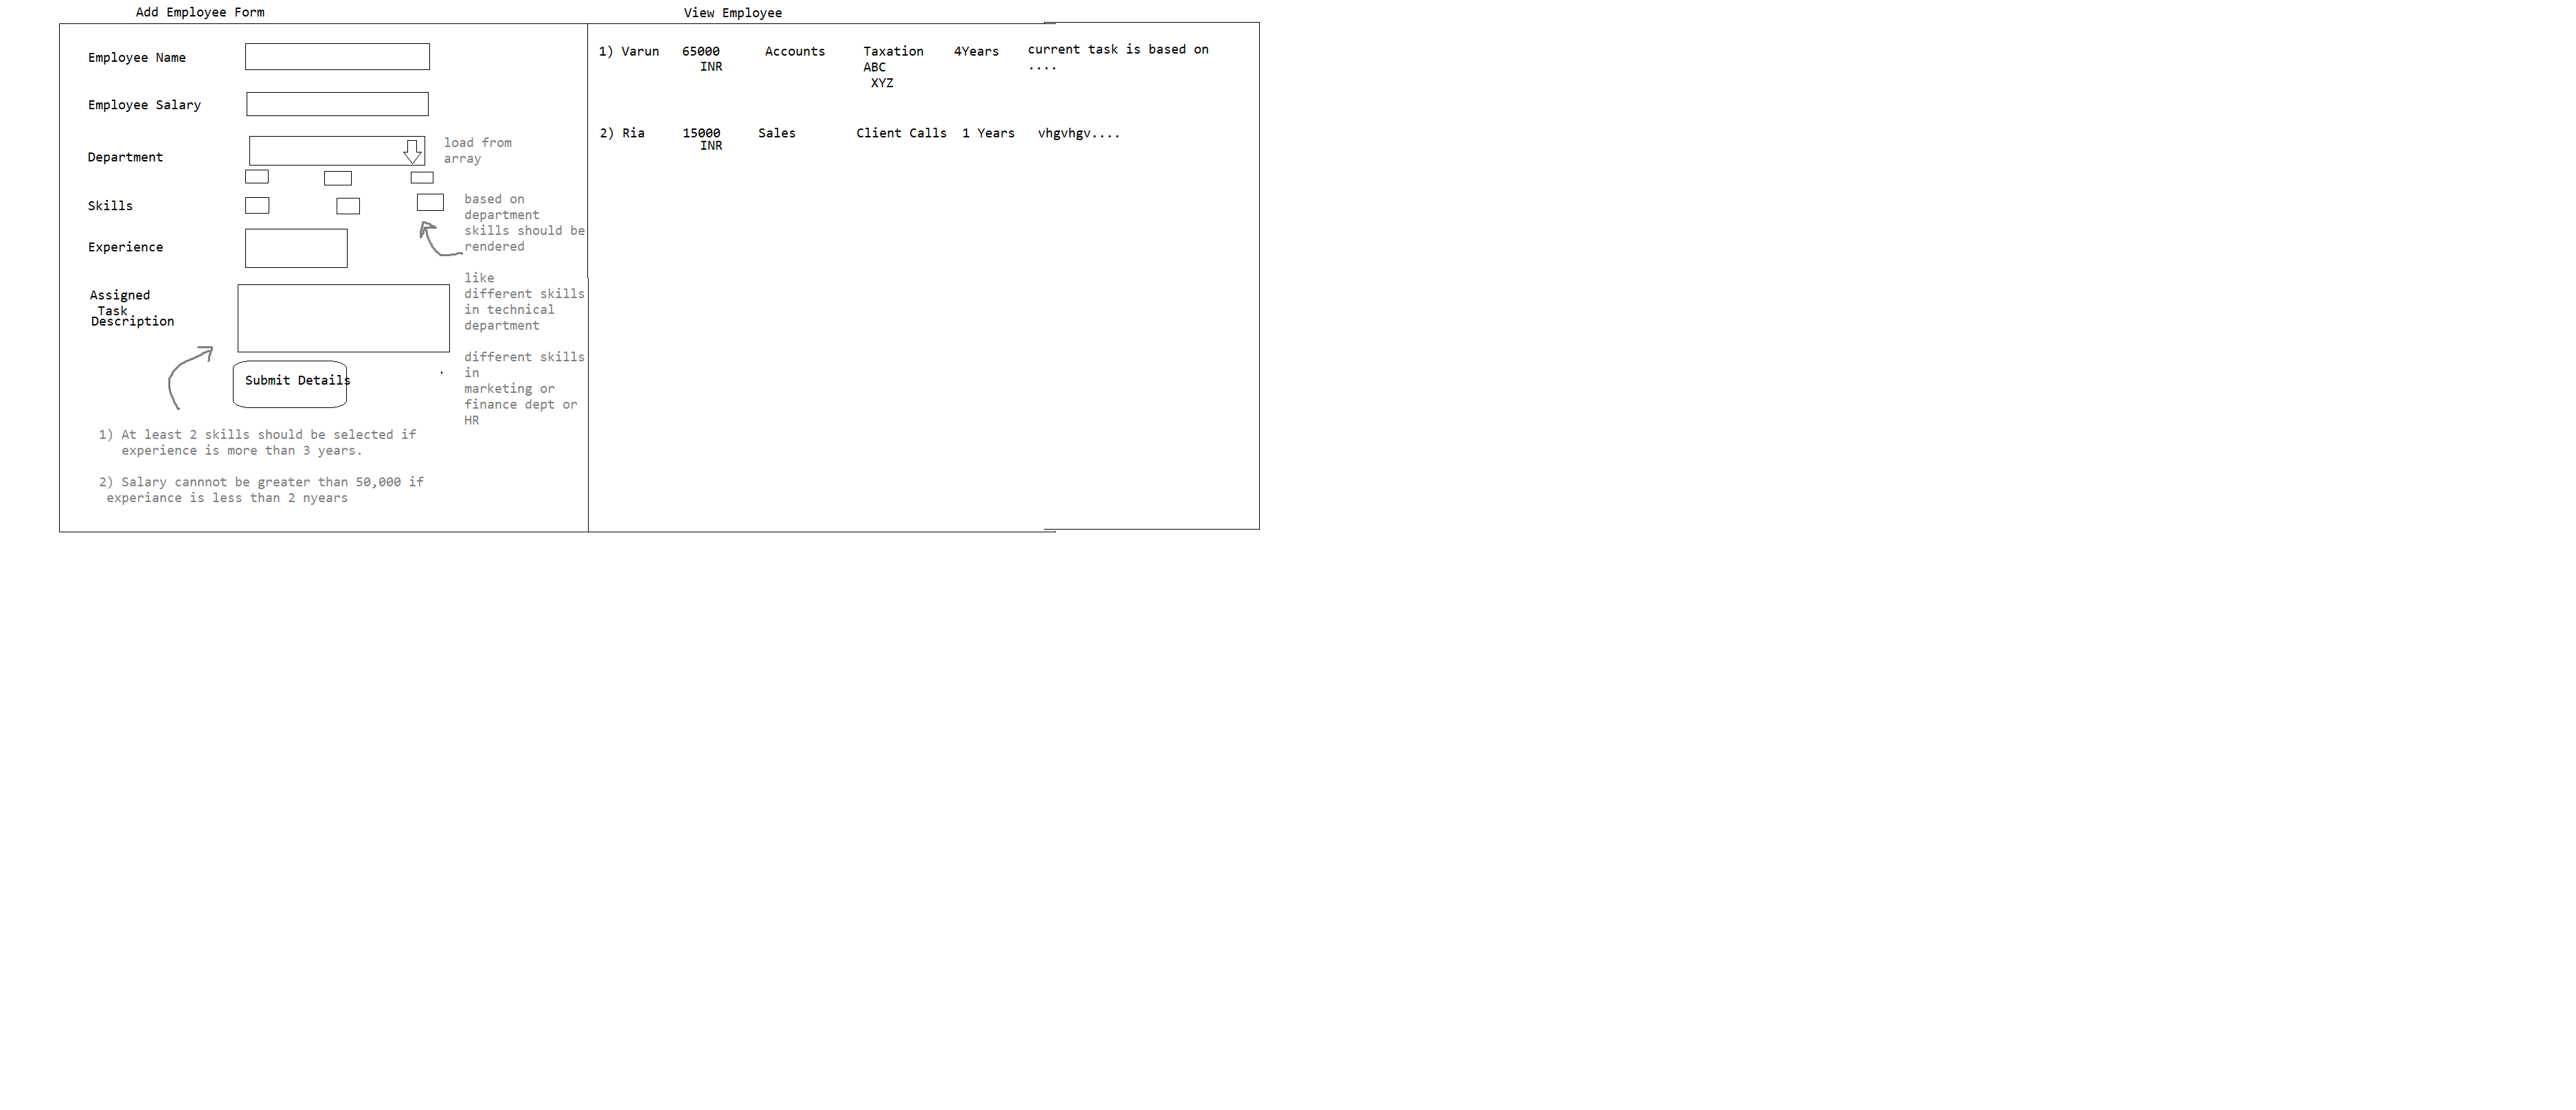 Add Employee Form
View Employee
Employee Name
Employee Salary
Department
load from
array
Skills
based on
department
skills should be
rendered
Experience
like
different skills
in technical
department
Assigned
Task
Description
different skills
in
marketing or
finance dept or
HR
Submit Details
1) At least 2 skills should be selected if
experience is more than 3 years.
2) Salary cannnot be greater than 50,000 if
experiance is less than 2 nyears
1) Varun 65000 Accounts Taxation 4Years current task is based on
INR ABC ....
XYZ
2) Ria 15000 Sales Client Calls 1 Years vhgvhgv....
INR